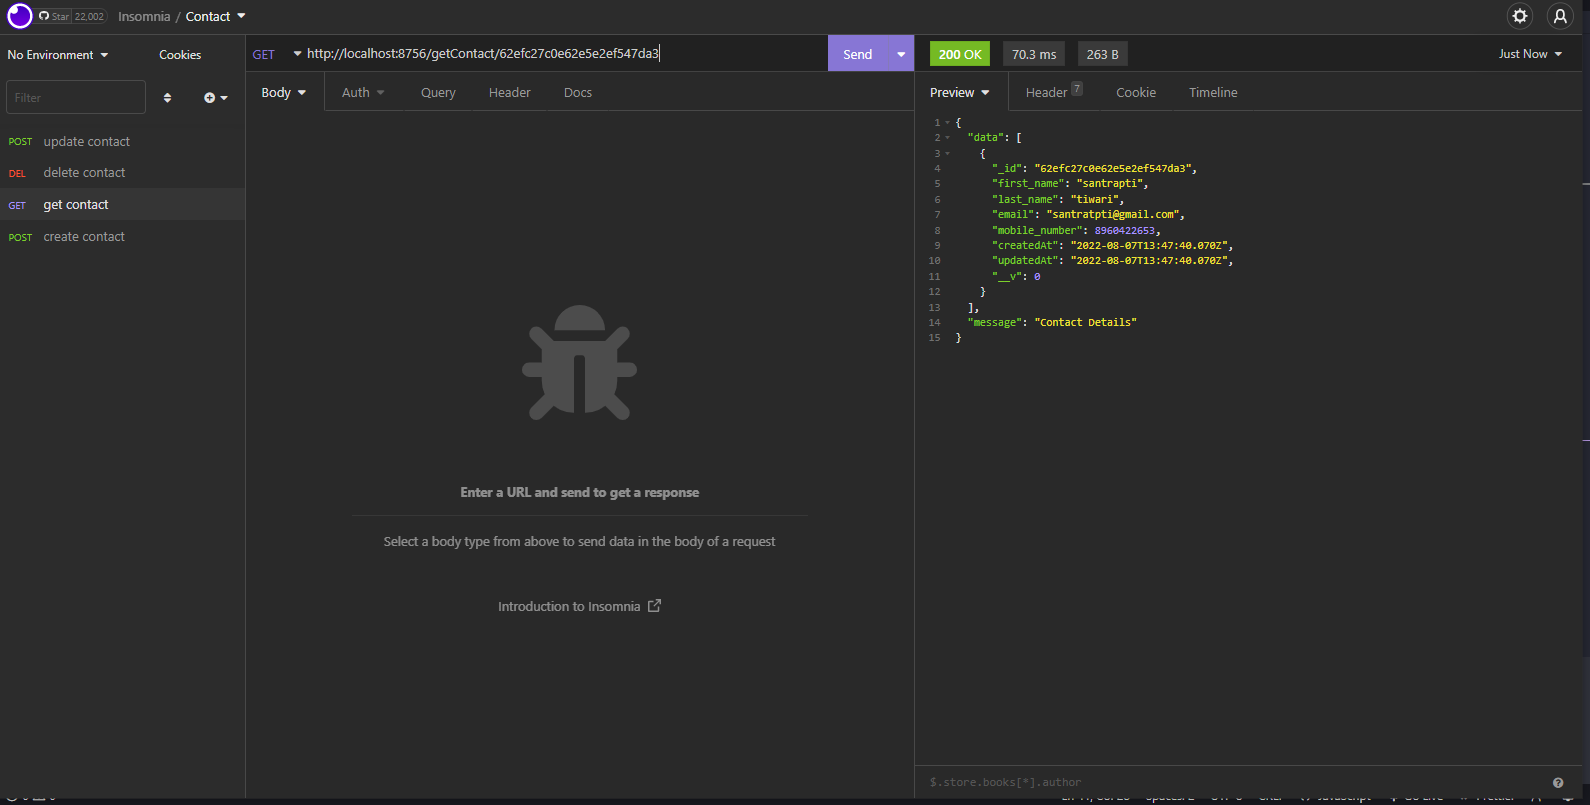 Star 22,002 Insomnia / Contact
No Environment Cookies
GET http://localhost:8756/getContact/62efc27c0e62e5e2ef547da3 Send
200 OK 70.3 ms 263 B Just Now
Filter
POST update contact
DEL delete contact
GET get contact
POST create contact
Body Auth Query Header Docs
Enter a URL and send to get a response
Select a body type from above to send data in the body of a request
Introduction to Insomnia
Preview Header 7 Cookie Timeline
1 {
2 "data": [
3 {
4 "_id": "62efc27c0e62e5e2ef547da3",
5 "first_name": "santrapti",
6 "last_name": "tiwari",
7 "email": "santratpti@gmail.com",
8 "mobile_number": 8960422653,
9 "createdAt": "2022-08-07T13:47:40.070Z",
10 "updatedAt": "2022-08-07T13:47:40.070Z",
11 "__v": 0
12 }
13 ],
14 "message": "Contact Details"
15 }
$.store.books[*].author